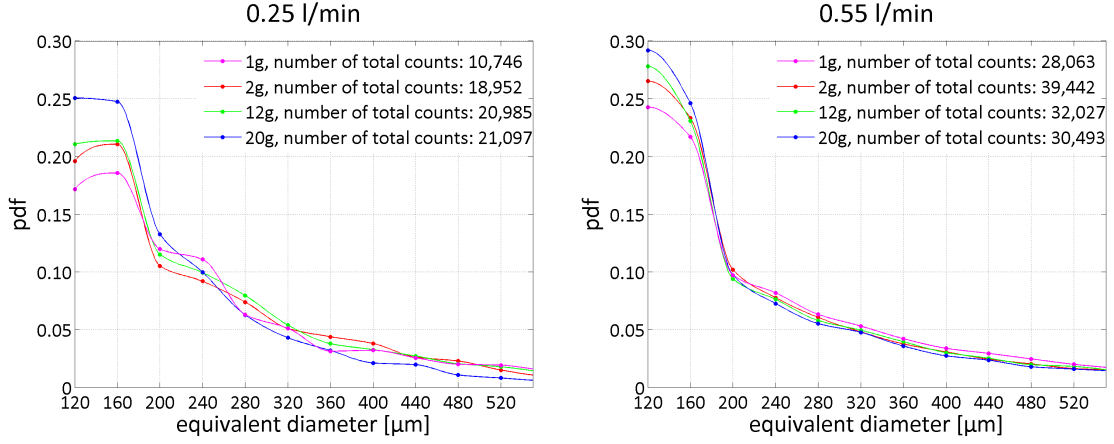 0.25 l/min
0.30
0.25
0.20
0.15
0.10
0.05
0
pdf
1g, number of total counts: 10,746
2g, number of total counts: 18,952
12g, number of total counts: 20,985
20g, number of total counts: 21,097
120 160 200 240 280 320 360 400 440 480 520
equivalent diameter [µm]
0.55 l/min
0.30
0.25
0.20
0.15
0.10
0.05
0
pdf
1g, number of total counts: 28,063
2g, number of total counts: 39,442
12g, number of total counts: 32,027
20g, number of total counts: 30,493
120 160 200 240 280 320 360 400 440 480 520
equivalent diameter [µm]